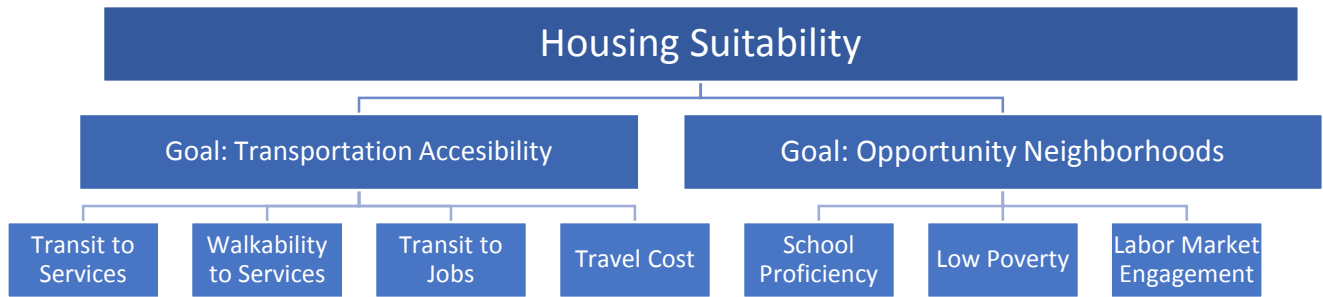 Housing Suitability
Goal: Transportation Accesibility
Goal: Opportunity Neighborhoods
Transit to
Services
Walkability
to Services
Transit to
Jobs
Travel Cost
School
Proficiency
Low Poverty
Labor Market
Engagement